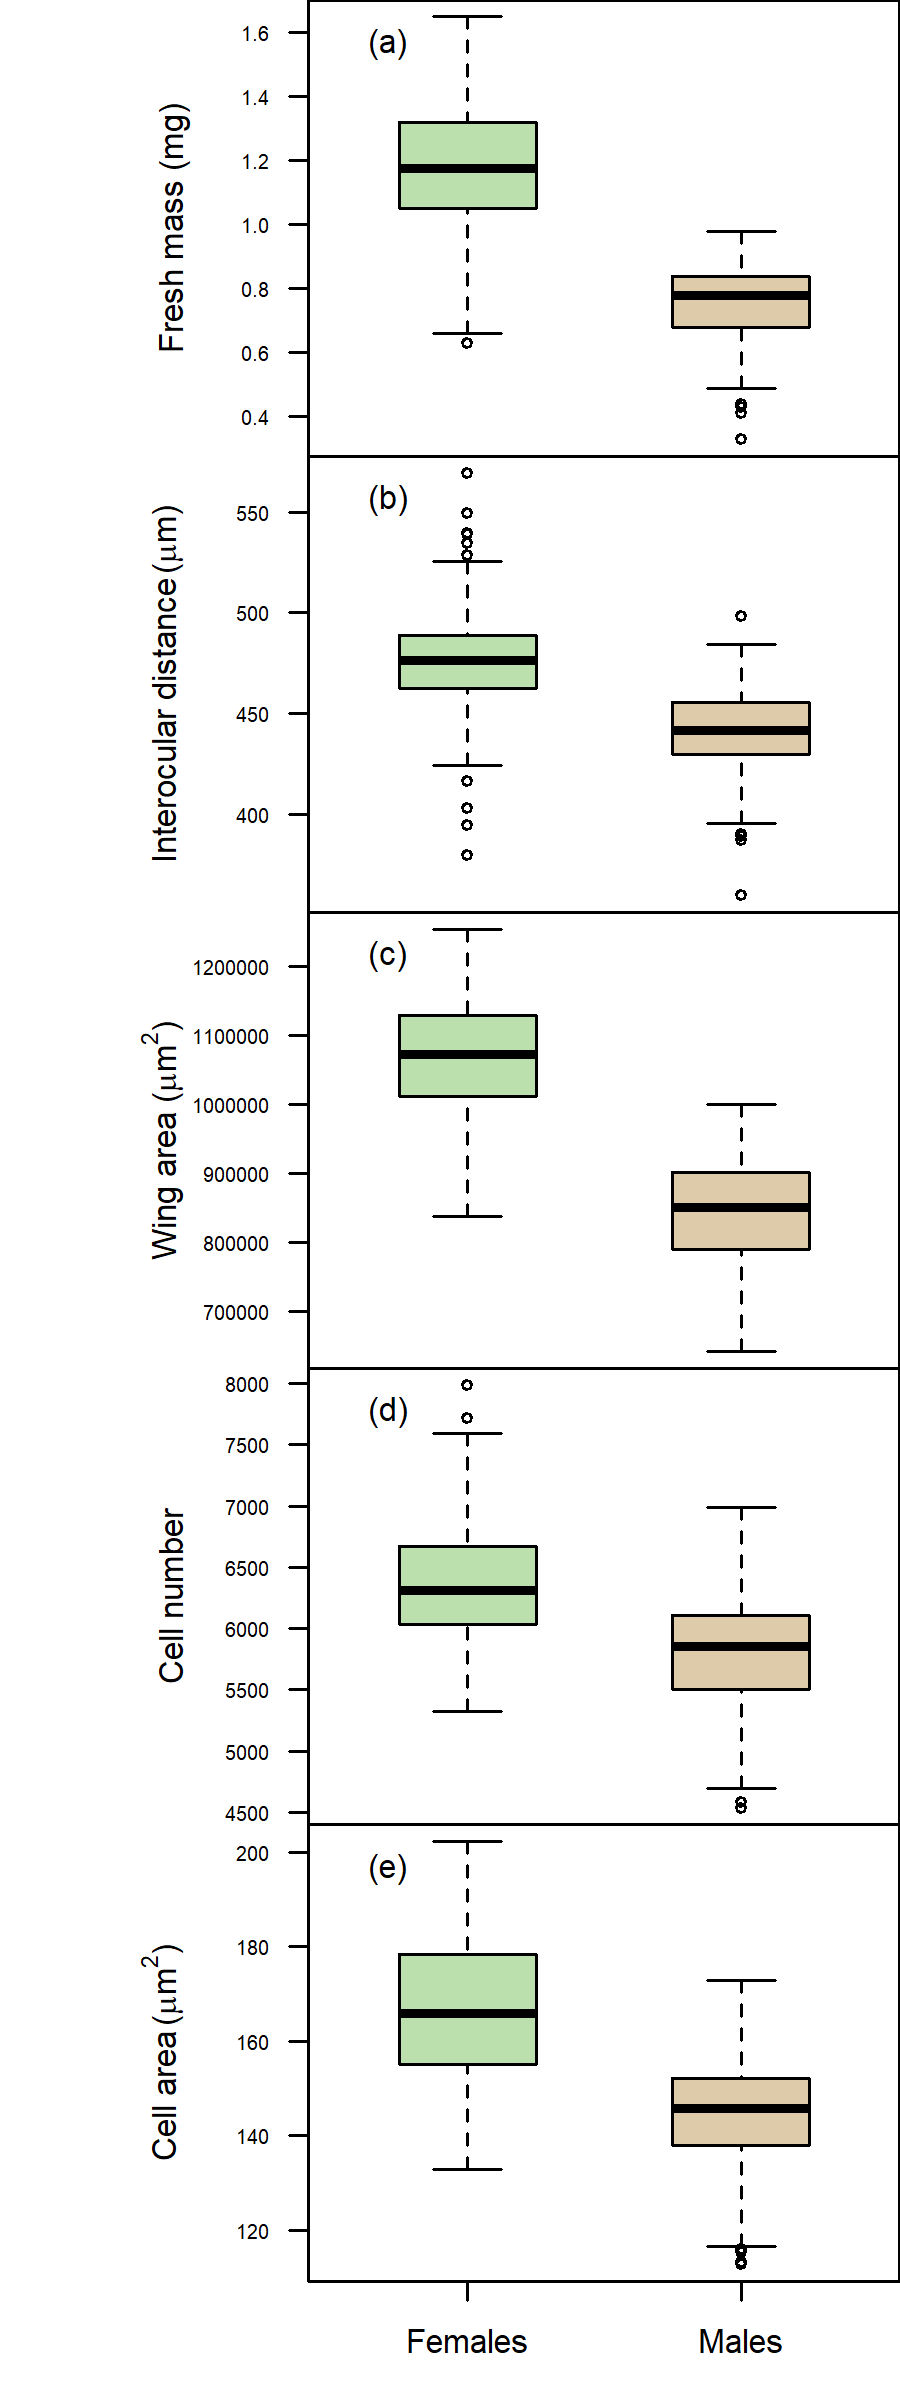 (a)
Fresh mass (mg)
1.6
1.4
1.2
1.0
0.8
0.6
0.4
(b)
Interocular distance (μm)
550
500
450
400
(c)
Wing area (μm²)
1200000
1100000
1000000
900000
800000
700000
(d)
Cell number
8000
7500
7000
6500
6000
5500
5000
4500
(e)
Cell area (μm²)
200
180
160
140
120
Females Males